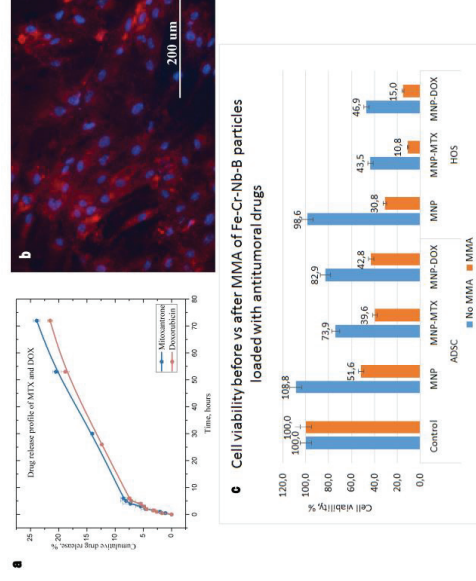 a
Drug release profile of MTX and DOX
Cumulative drug release, %
25
20
15
10
5
0
0
10
20
30
40
50
60
70
80
Time, hours
Mitoxantrone
Doxorubicin
b
200 um
c Cell viability before vs after MMA of Fe-Cr-Nb-B particles
loaded with antitumoral drugs
Cell viability, %
120,0
100,0
80,0
60,0
40,0
20,0
0,0
100,0
100,0
108,8
51,6
73,9
39,6
82,9
42,8
98,6
30,8
43,5
10,8
46,9
15,0
Control
MNP
MNP-MTX
MNP-DOX
MNP
MNP-MTX
MNP-DOX
ADSC
HOS
No MMA
MMA